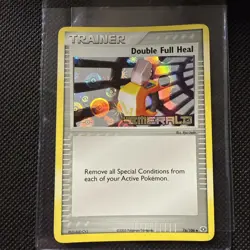 TRAINER
Double Full Heal
EMERALD
Remove all Special Conditions from
each of your Active Pokémon.